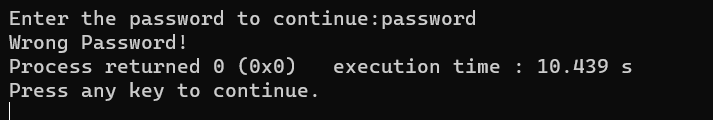 Enter the password to continue:password
Wrong Password!
Process returned 0 (0x0)   execution time : 10.439 s
Press any key to continue.